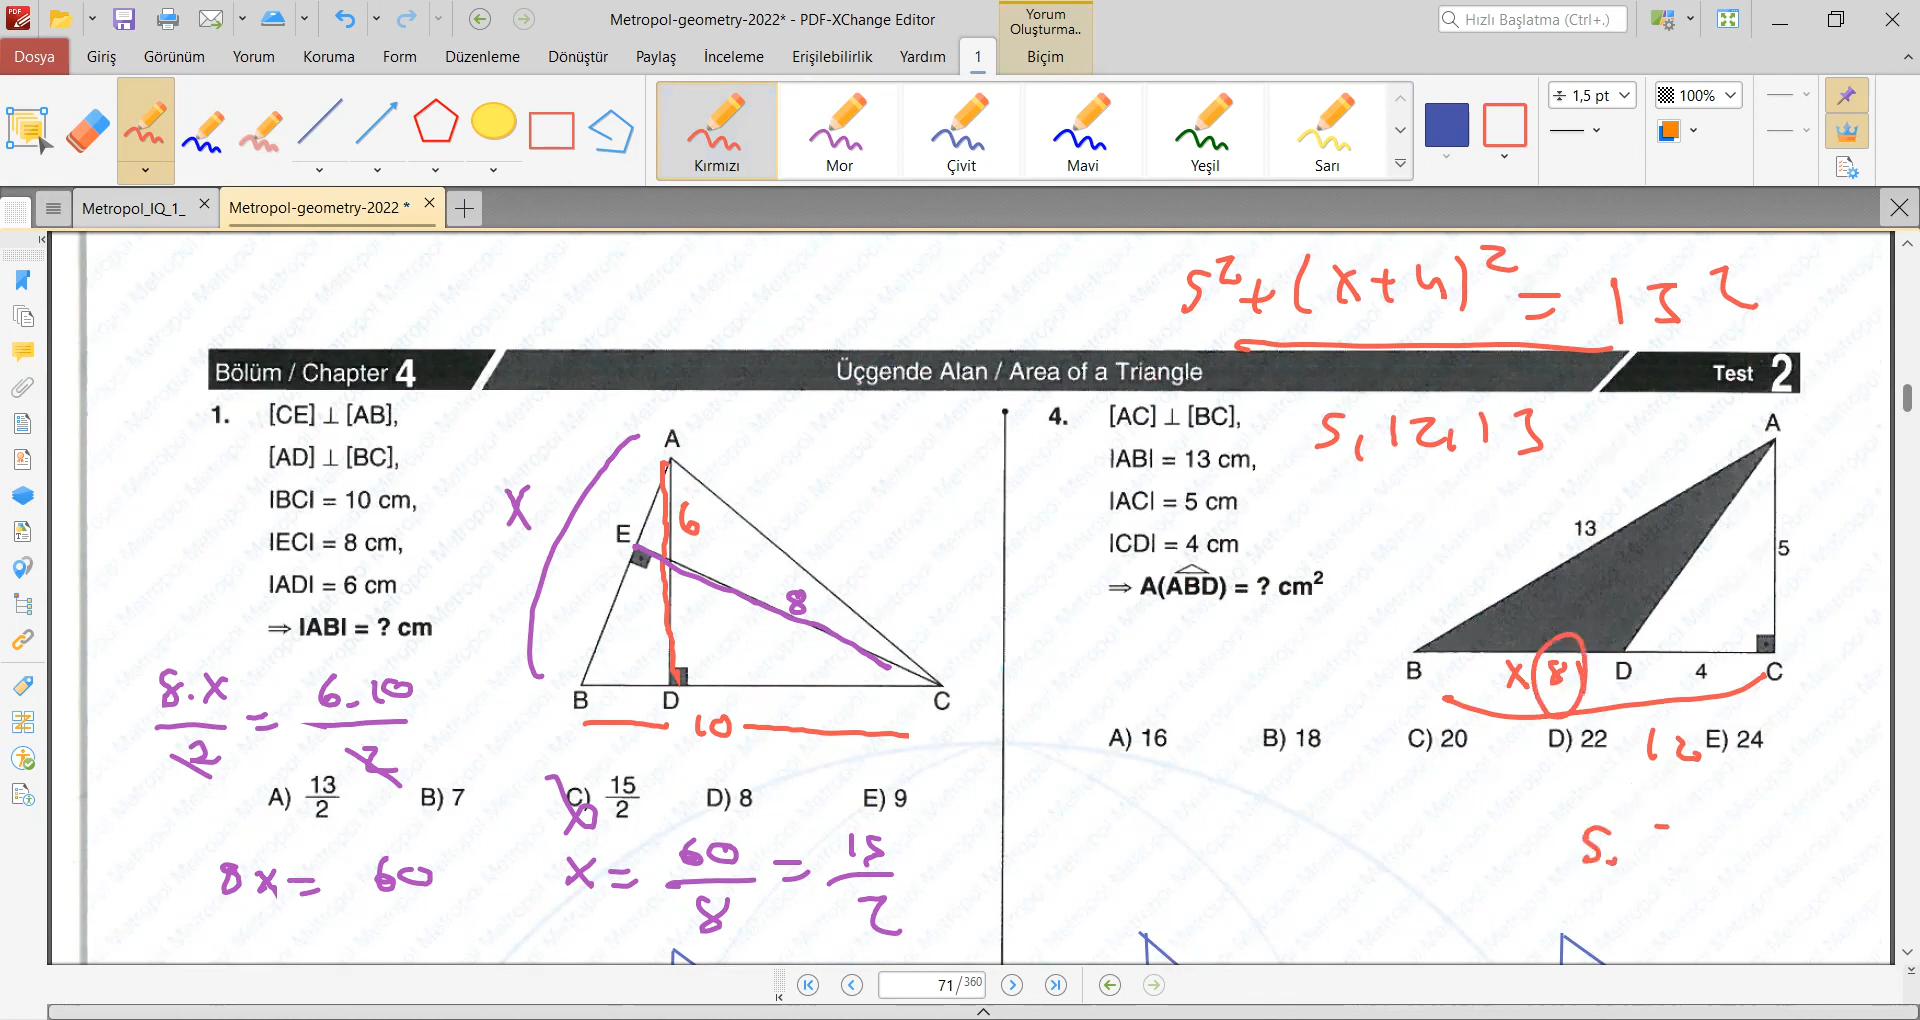 Metropol-geometry-2022* - PDF-XChange Editor
Yorum
Oluşturma..
Hızlı Başlatma (Ctrl+.)
Dosya Giriş Görünüm Yorum Koruma Form Düzenleme Dönüştür Paylaş İnceleme Erişilebilirlik Yardım 1 Biçim
Kırmızı Mor Çivit Mavi Yeşil Sarı
1,5 pt 100%
Metropol_IQ_1_ Metropol-geometry-2022 *
5² + (x+4)² = 13²
Bölüm / Chapter 4 Üçgende Alan / Area of a Triangle Test 2
1. [CE] ⊥ [AB],
[AD] ⊥ [BC],
|BC| = 10 cm,
|EC| = 8 cm,
|AD| = 6 cm
⇒ |AB| = ? cm
A
E
B D C
x
6
8
10
8.x/2 = 6.10/2
A) 13/2 B) 7 C) 15/2 D) 8 E) 9
8x = 60 x = 60/8 = 15/2
4. [AC] ⊥ [BC],
|AB| = 13 cm,
|AC| = 5 cm
|CD| = 4 cm
⇒ A(ABD) = ? cm²
5, 12, 13
A
13
5
B x 8 D 4 C
12
A) 16 B) 18 C) 20 D) 22 E) 24
5.
71 / 360